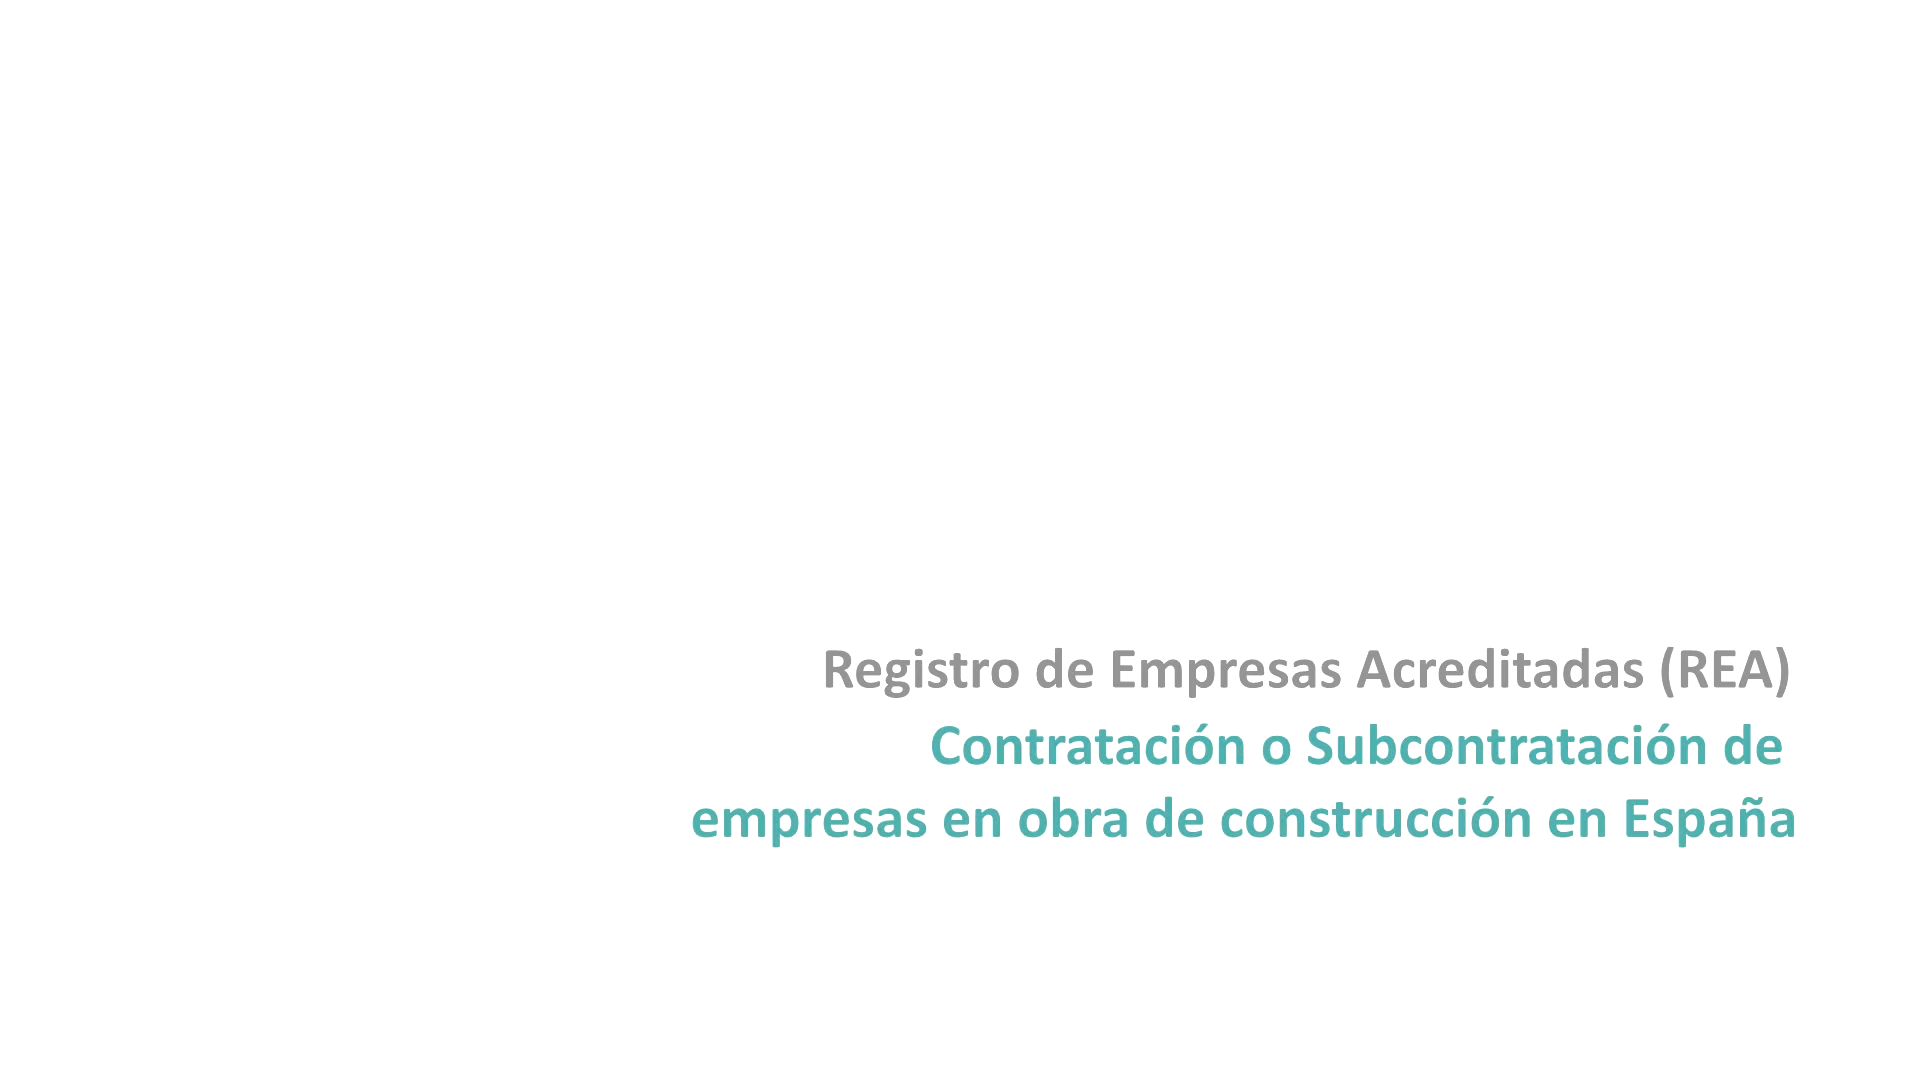 Registro de Empresas Acreditadas (REA)
Contratación o Subcontratación de
empresas en obra de construcción en España